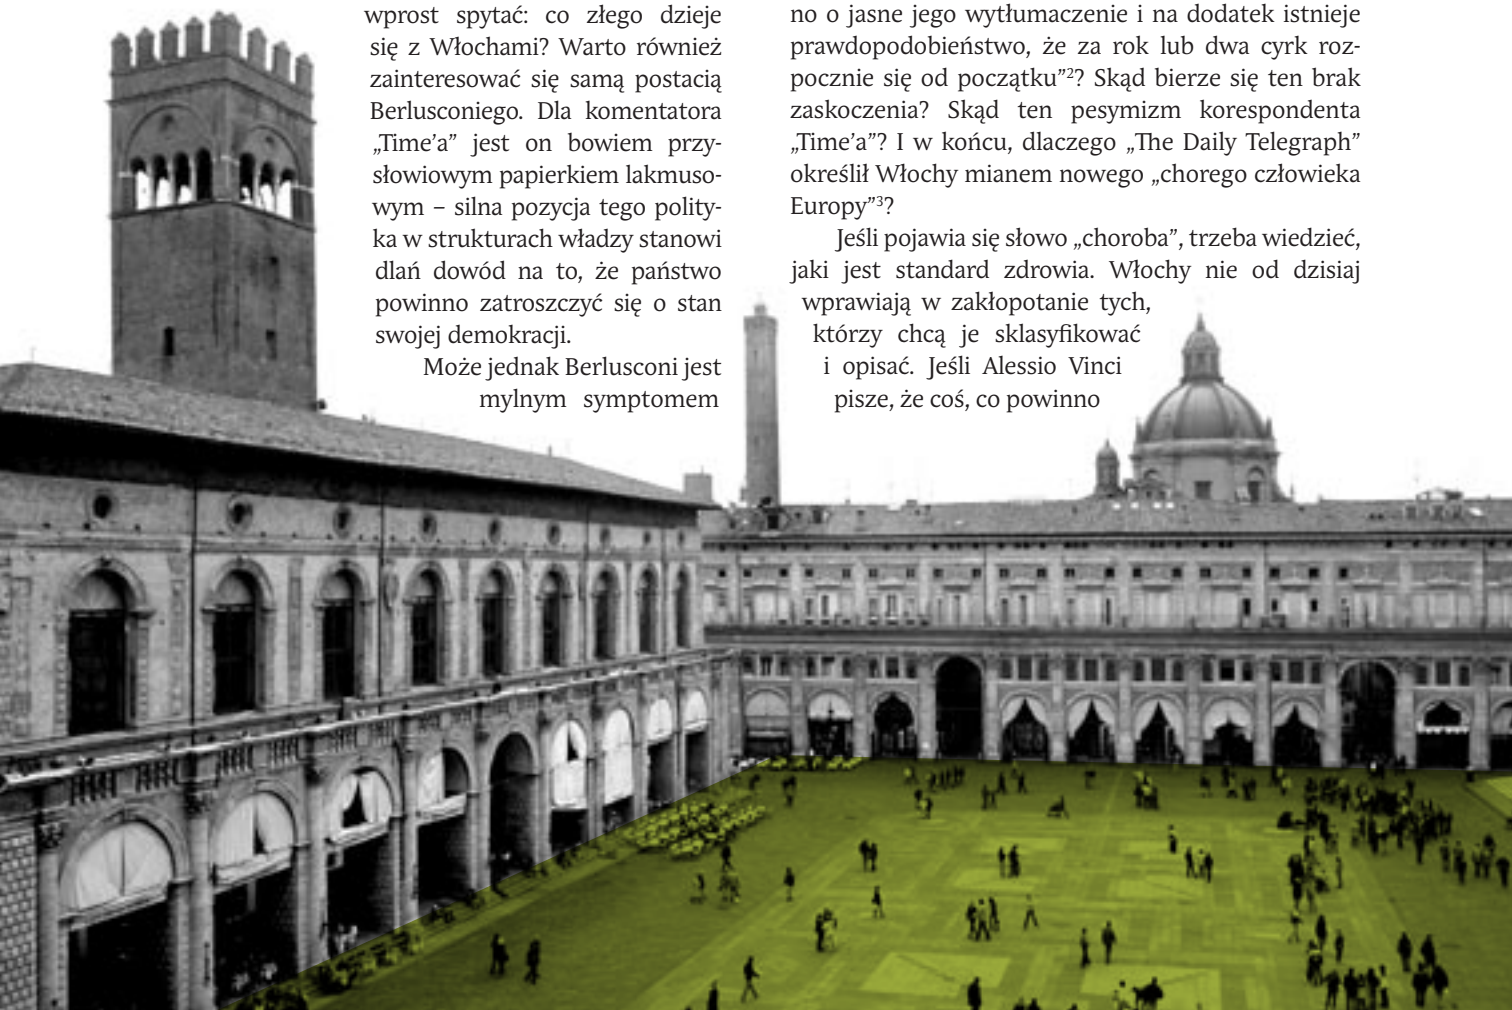 wprost spytać: co złego dzieje
się z Włochami? Warto również
zainteresować się samą postacią
Berlusconiego. Dla komentatora
„Time’a” jest on bowiem przy-
słowiowym papierkiem lakmuso-
wym – silna pozycja tego polity-
ka w strukturach władzy stanowi
dlań dowód na to, że państwo
powinno zatroszczyć się o stan
swojej demokracji.
Może jednak Berlusconi jest
mylnym symptomem
no o jasne jego wytłumaczenie i na dodatek istnieje
prawdopodobieństwo, że za rok lub dwa cyrk roz-
pocznie się od początku”²? Skąd bierze się ten brak
zaskoczenia? Skąd ten pesymizm korespondenta
„Time’a”? I w końcu, dlaczego „The Daily Telegraph”
określił Włochy mianem nowego „chorego człowieka
Europy”³?
Jeśli pojawia się słowo „choroba”, trzeba wiedzieć,
jaki jest standard zdrowia. Włochy nie od dzisiaj
wprawiają w zakłopotanie tych,
którzy chcą je sklasyfikować
i opisać. Jeśli Alessio Vinci
pisze, że coś, co powinno